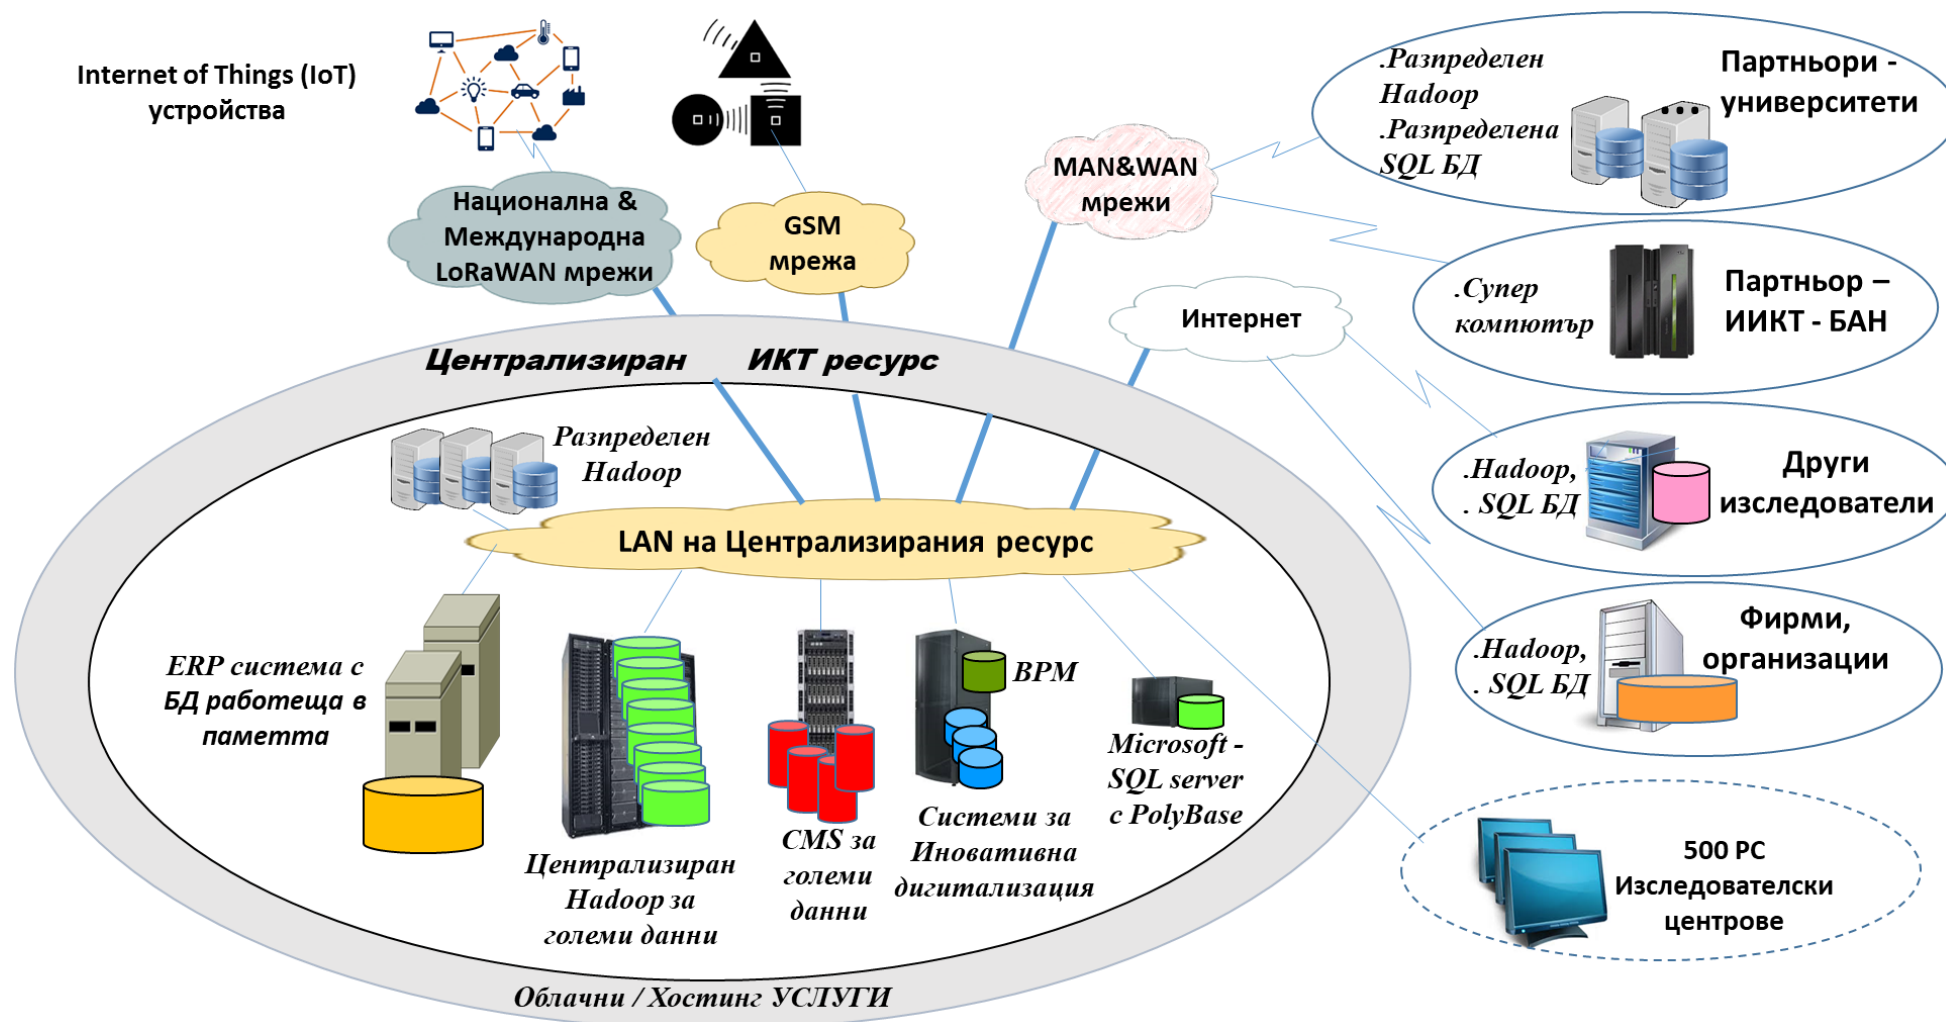 Internet of Things (IoT)
устройства
Национална &
Международна
LoRaWAN мрежи
GSM
мрежа
MAN&WAN
мрежи
Интернет
.Разпределен
Hadoop
.Разпределена
SQL БД
Партньори -
университети
.Супер
компютър
Партньор –
ИИКТ - БАН
.Hadoop,
. SQL БД
Други
изследователи
.Hadoop,
. SQL БД
Фирми,
организации
500 PC
Изследователски
центрове
Централизиран ИКТ ресурс
Разпределен
Hadoop
LAN на Централизирания ресурс
ERP система с
БД работеща в
паметта
Централизиран
Hadoop за
големи данни
CMS за
големи
данни
BPM
Системи за
Иновативна
дигитализация
Microsoft -
SQL server
с PolyBase
Облачни / Хостинг УСЛУГИ